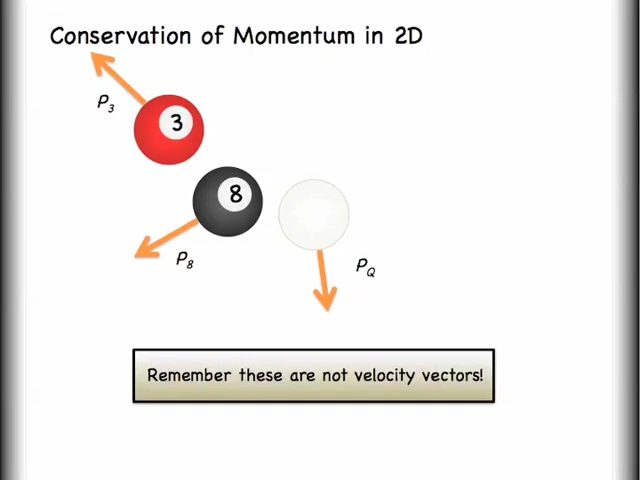 Conservation of Momentum in 2D
P3
3
8
P8
PQ
Remember these are not velocity vectors!